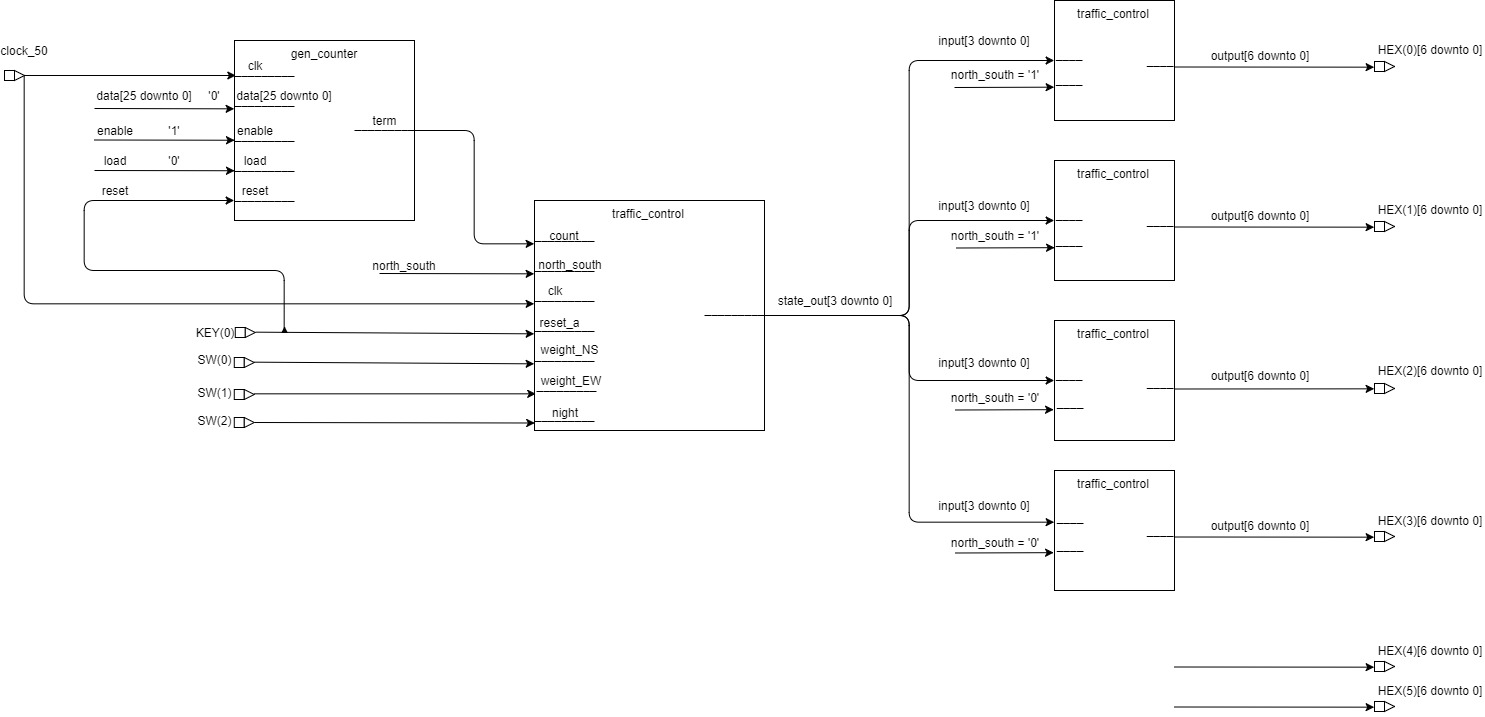 clock_50
gen_counter
clk
data[25 downto 0] '0' data[25 downto 0]
enable '1' enable
load '0' load
reset reset
term
traffic_control
count
north_south north_south
clk
KEY(0) reset_a
SW(0) weight_NS
SW(1) weight_EW
SW(2) night
state_out[3 downto 0]
traffic_control
input[3 downto 0]
north_south = '1'
output[6 downto 0]
HEX(0)[6 downto 0]
traffic_control
input[3 downto 0]
north_south = '1'
output[6 downto 0]
HEX(1)[6 downto 0]
traffic_control
input[3 downto 0]
north_south = '0'
output[6 downto 0]
HEX(2)[6 downto 0]
traffic_control
input[3 downto 0]
north_south = '0'
output[6 downto 0]
HEX(3)[6 downto 0]
HEX(4)[6 downto 0]
HEX(5)[6 downto 0]